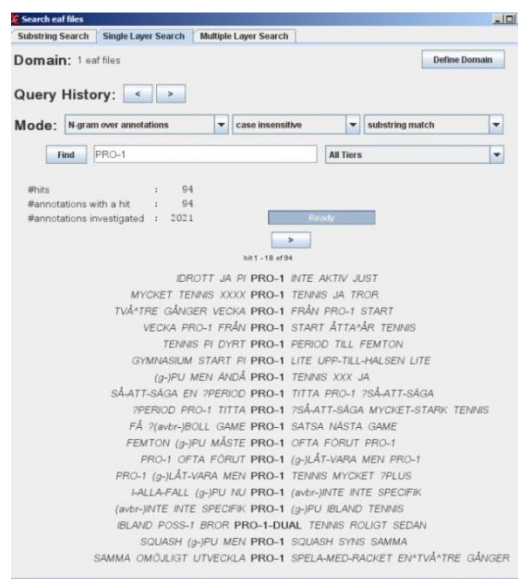 Search eaf files
Substring Search Single Layer Search Multiple Layer Search
Domain: 1 eaf files Define Domain
Query History: < >
Mode: N-gram over annotations case insensitive substring match
Find PRO-1 All Tiers
#hits : 94
#annotations with a hit : 94
#annotations investigated : 2021 Ready
>
hit 1 - 18 of 94
IDROTT JA PI PRO-1 INTE AKTIV JUST
MYCKET TENNIS XXXX PRO-1 TENNIS JA TROR
TVÅ^TRE GÅNGER VECKA PRO-1 FRÅN PRO-1 START
VECKA PRO-1 FRÅN PRO-1 START ÅTTA^ÅR TENNIS
TENNIS PI DYRT PRO-1 PERIOD TILL FEMTON
GYMNASIUM START PI PRO-1 LITE UPP-TILL-HALSEN LITE
(g-)PU MEN ÄNDÅ PRO-1 TENNIS XXX JA
SÅ-ATT-SÄGA EN ?PERIOD PRO-1 TITTA PRO-1 ?SÅ-ATT-SÄGA
?PERIOD PRO-1 TITTA PRO-1 ?SÅ-ATT-SÄGA MYCKET-STARK TENNIS
FÅ ?(avbr-)BOLL GAME PRO-1 SATSA NÄSTA GAME
FEMTON (g-)PU MÅSTE PRO-1 OFTA FÖRUT PRO-1
PRO-1 OFTA FÖRUT PRO-1 (g-)LÅT-VARA MEN PRO-1
PRO-1 (g-)LÅT-VARA MEN PRO-1 TENNIS MYCKET ?PLUS
I-ALLA-FALL (g-)PU NU PRO-1 (avbr-)INTE INTE SPECIFIK
(avbr-)INTE INTE SPECIFIK PRO-1 (g-)PU IBLAND TENNIS
IBLAND POSS-1 BROR PRO-1-DUAL TENNIS ROLIGT SEDAN
SQUASH (g-)PU MEN PRO-1 SQUASH SYNS SAMMA
SAMMA OMÖJLIGT UTVECKLA PRO-1 SPELA-MED-RACKET EN^TVÅ^TRE GÅNGER